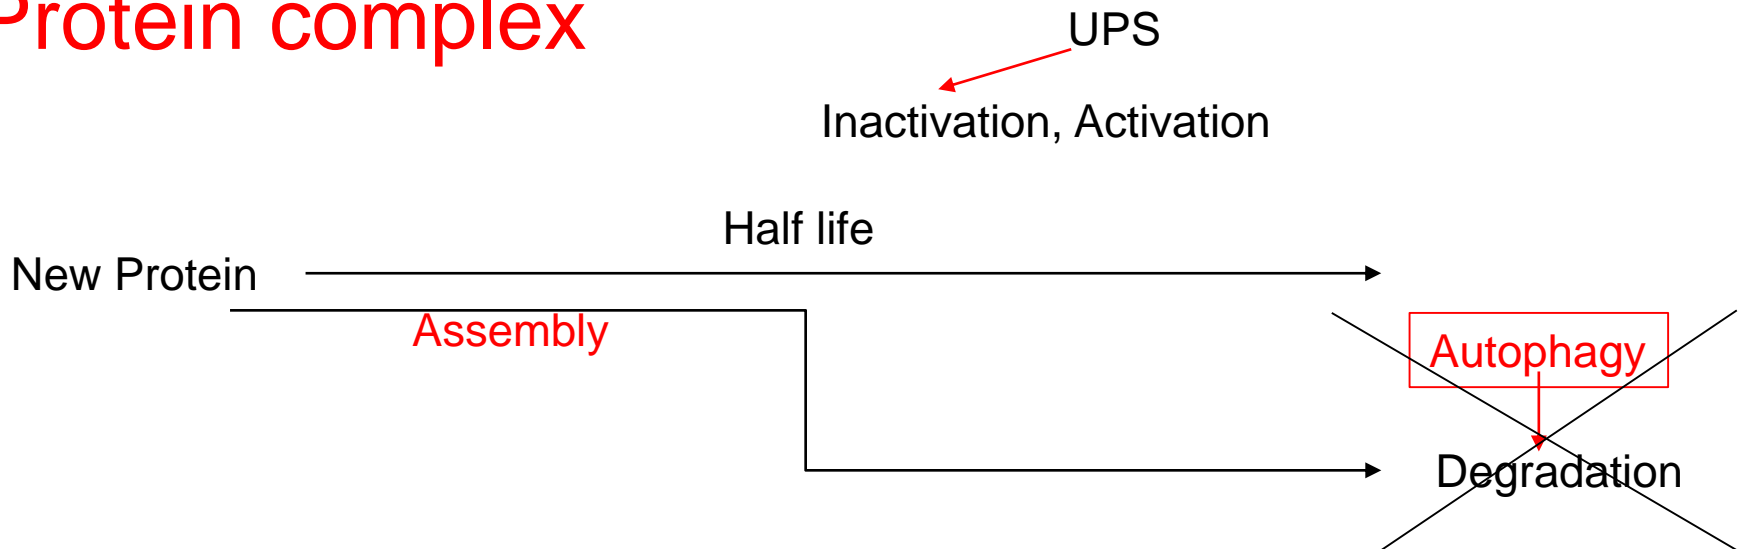 Protein complex
UPS
Inactivation, Activation
Half life
New Protein
Assembly
Autophagy
Degradation